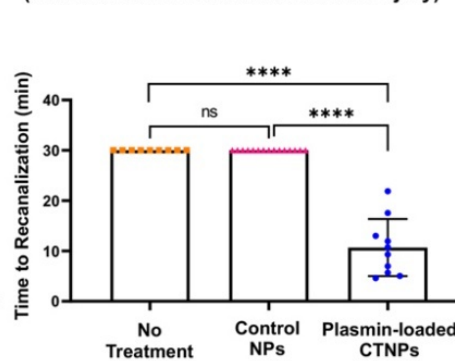 ****
ns
****
Time to Recanalization (min)
40
30
20
10
0
No
Treatment
Control
NPs
Plasmin-loaded
CTNPs